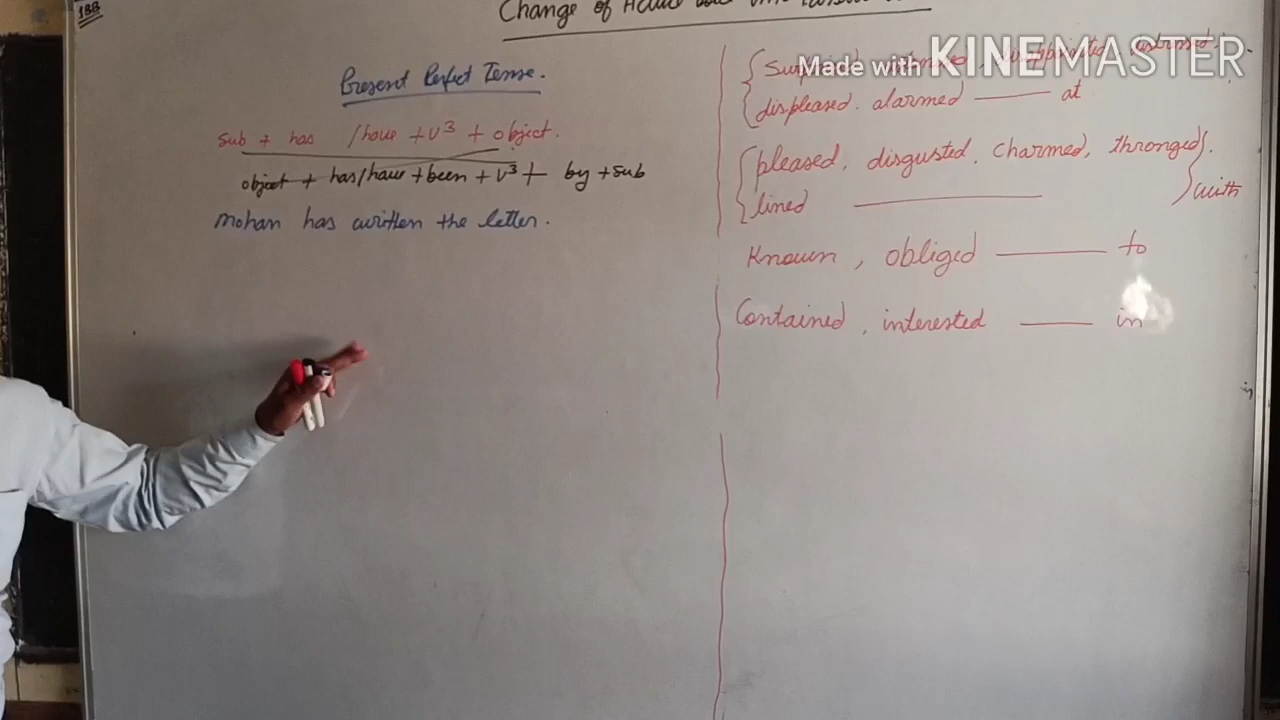 188
Change of
Present Perfect Tense.
Sub + has /have + V3 + object.
object + has/have + been + V3 + by + sub
Mohan has written the letter.
Made with KINEMASTER
Surprised
displeased. alarmed ——— at
pleased, disgusted, charmed, thronged
lined ——— with
Known, obliged ——— to
Contained, interested ——— in